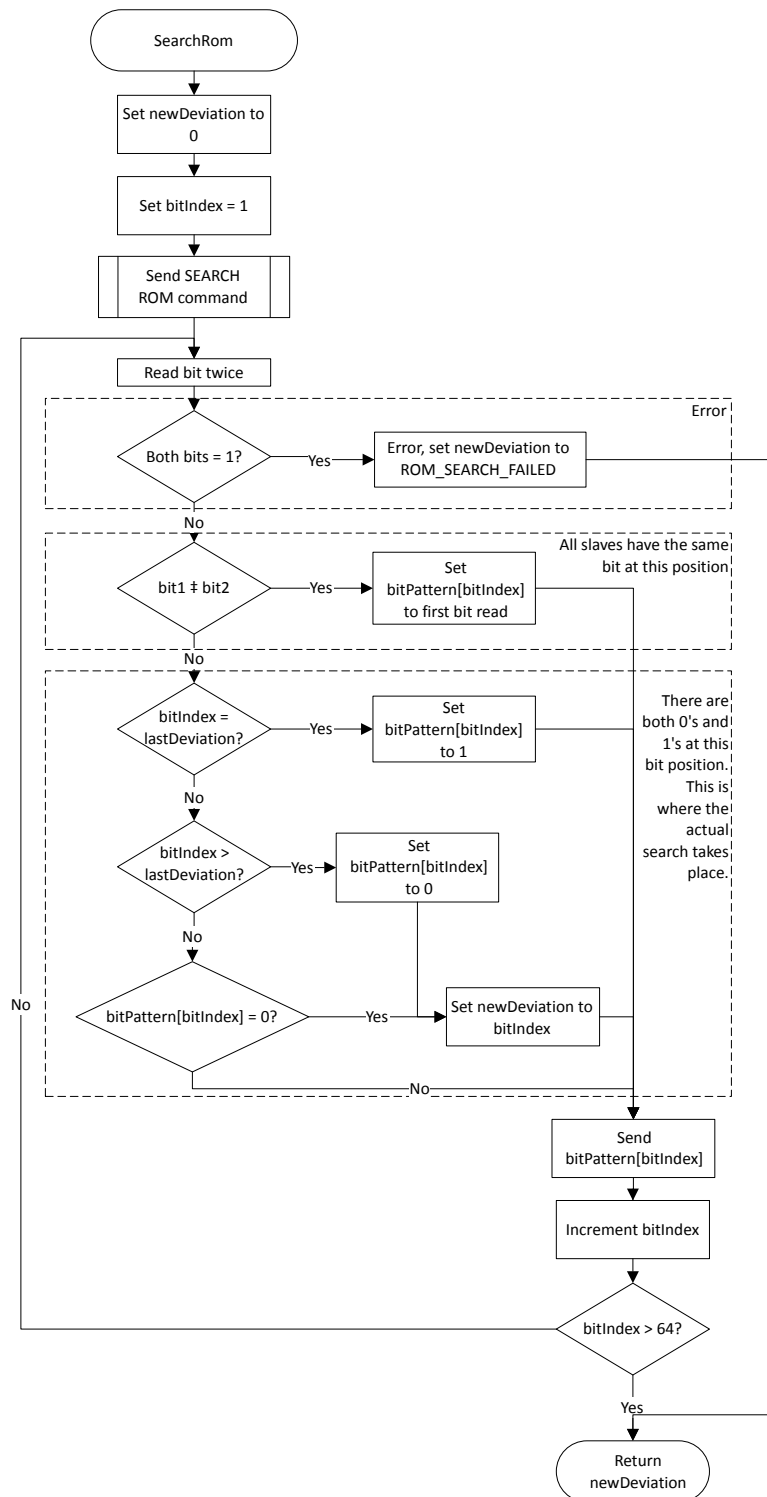 SearchRom
Set newDeviation to
0
Set bitIndex = 1
Send SEARCH
ROM command
Read bit twice
Error
Both bits = 1?
Yes
Error, set newDeviation to
ROM_SEARCH_FAILED
No
All slaves have the same
bit at this position
bit1 ‡ bit2
Yes
Set
bitPattern[bitIndex]
to first bit read
No
bitIndex =
lastDeviation?
Yes
Set
bitPattern[bitIndex]
to 1
There are
both 0's and
1's at this
bit position.
This is
where the
actual
search takes
place.
No
bitIndex >
lastDeviation?
Yes
Set
bitPattern[bitIndex]
to 0
No
No
bitPattern[bitIndex] = 0?
Yes
Set newDeviation to
bitIndex
No
Send
bitPattern[bitIndex]
Increment bitIndex
bitIndex > 64?
Yes
Return
newDeviation